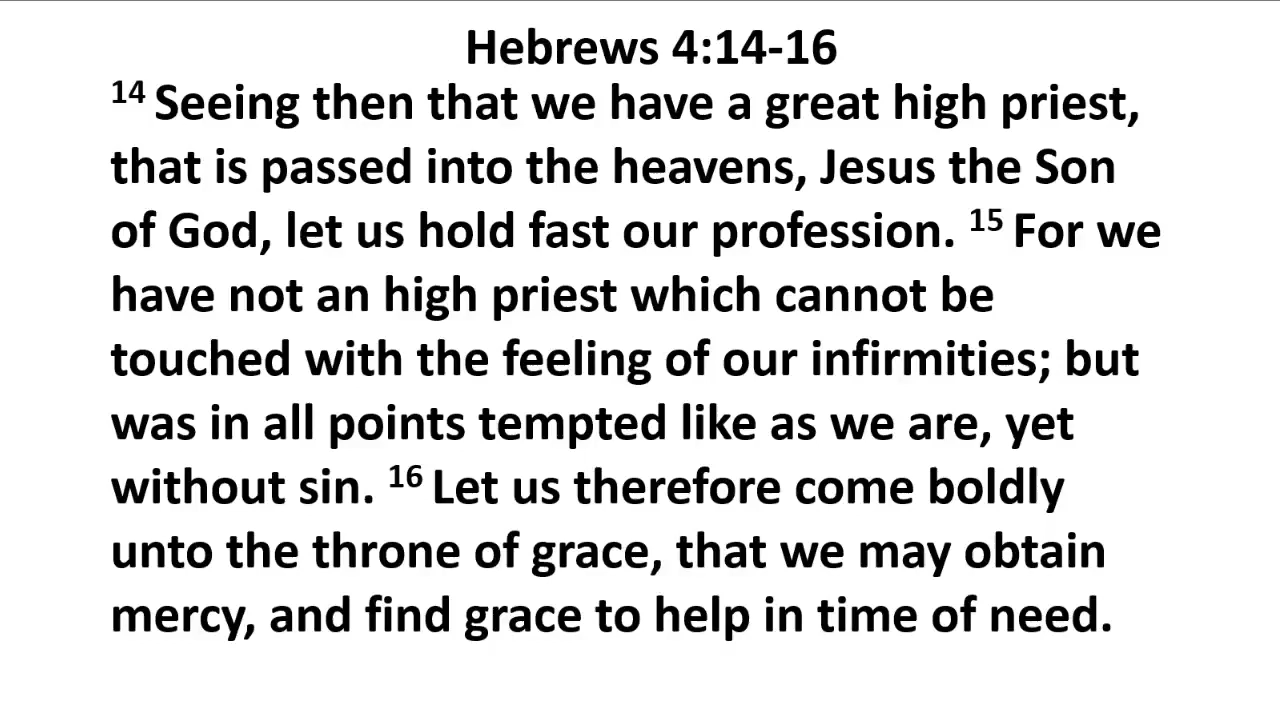 Hebrews 4:14-16
14 Seeing then that we have a great high priest,
that is passed into the heavens, Jesus the Son
of God, let us hold fast our profession. 15 For we
have not an high priest which cannot be
touched with the feeling of our infirmities; but
was in all points tempted like as we are, yet
without sin. 16 Let us therefore come boldly
unto the throne of grace, that we may obtain
mercy, and find grace to help in time of need.